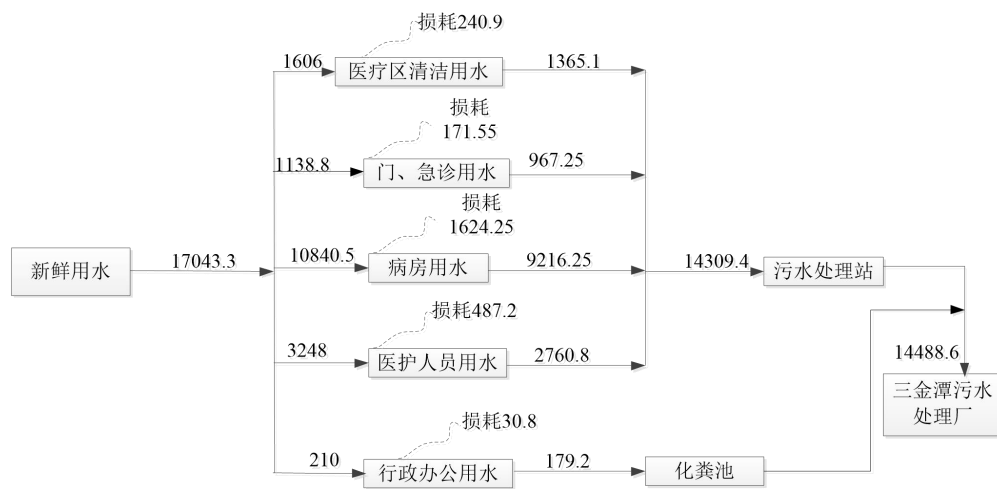 损耗240.9
1606
医疗区清洁用水
1365.1
损耗
171.55
1138.8
门、急诊用水
967.25
损耗
1624.25
新鲜用水
17043.3
10840.5
病房用水
9216.25
14309.4
污水处理站
损耗487.2
3248
医护人员用水
2760.8
14488.6
三金潭污水
处理厂
损耗30.8
210
行政办公用水
179.2
化粪池